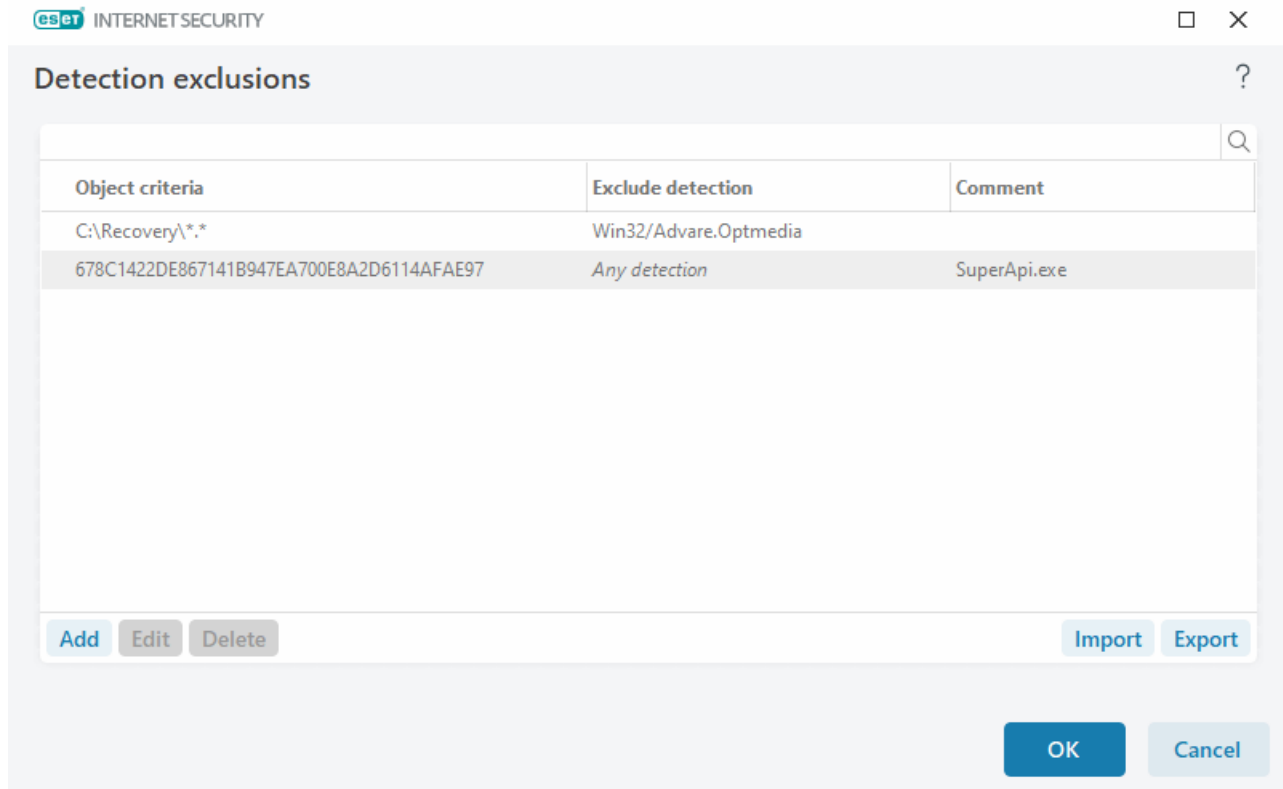 eset INTERNET SECURITY
Detection exclusions
?
Object criteria Exclude detection Comment
C:\Recovery\*.* Win32/Advare.Optmedia
678C1422DE867141B947EA700E8A2D6114AFAE97 Any detection SuperApi.exe
Add Edit Delete Import Export
OK Cancel